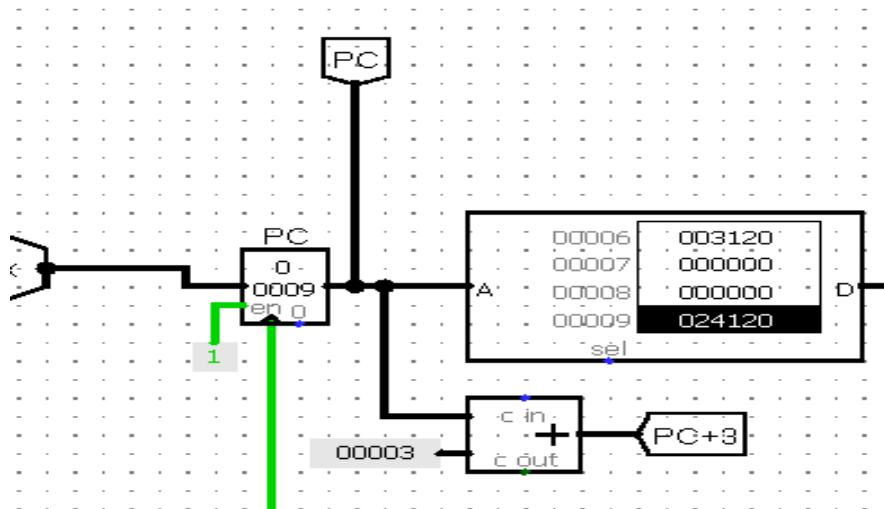 PC
PC
0
0009
en 0
1
A
00006 003120
00007 000000
00008 000000
00009 024120
D
sel
c in
+
c out
00003
PC+3